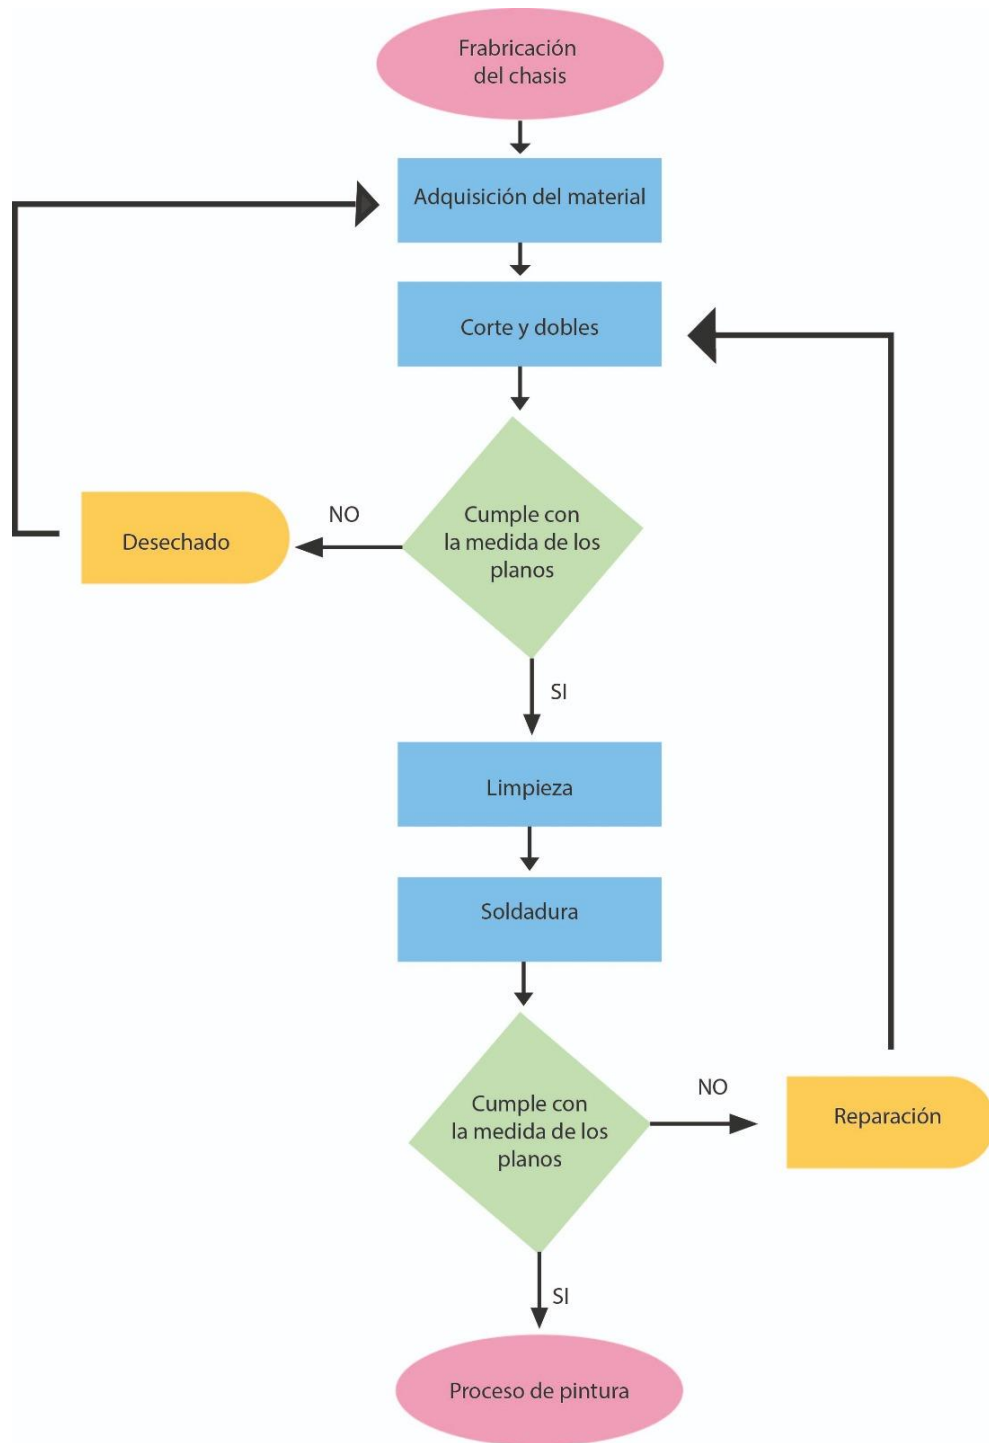 Frabricación
del chasis
Adquisición del material
Corte y dobles
Cumple con
la medida de los
planos
NO
Desechado
SI
Limpieza
Soldadura
Cumple con
la medida de los
planos
NO
Reparación
SI
Proceso de pintura